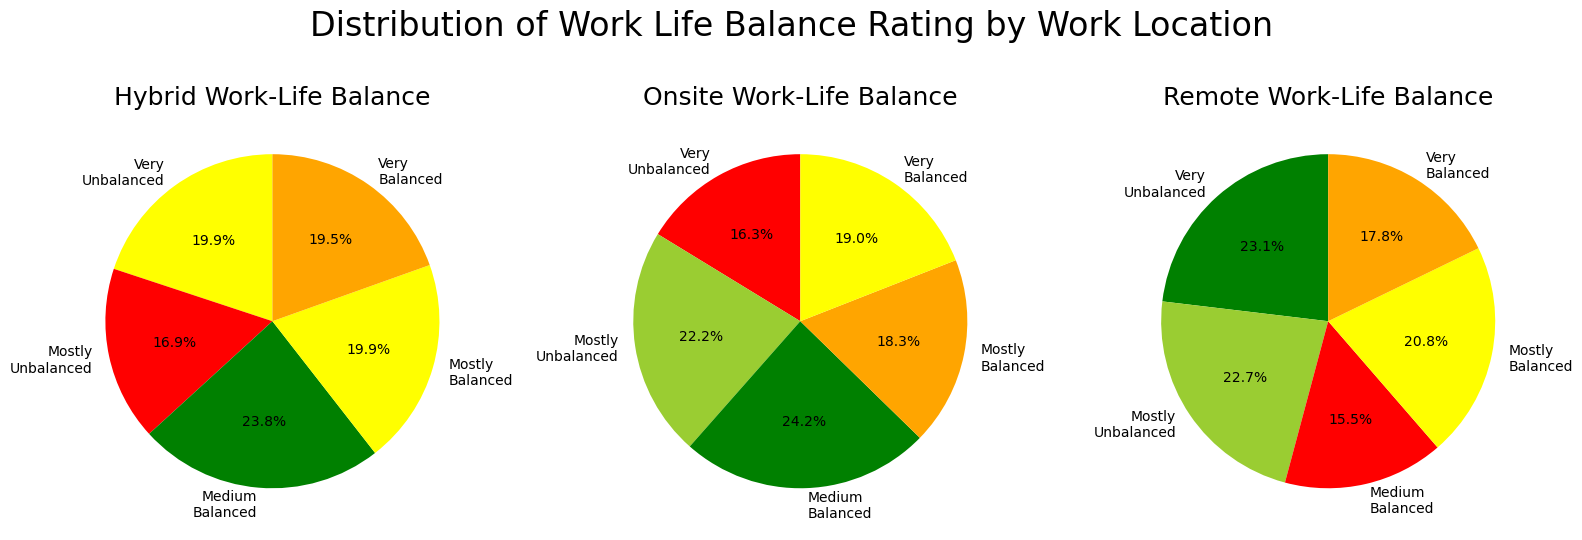 Distribution of Work Life Balance Rating by Work Location
Hybrid Work-Life Balance
Very
Unbalanced
Very
Balanced
19.9%
19.5%
Mostly
Unbalanced
16.9%
19.9%
Mostly
Balanced
23.8%
Medium
Balanced
Onsite Work-Life Balance
Very
Unbalanced
Very
Balanced
16.3%
19.0%
Mostly
Unbalanced
22.2%
18.3%
Mostly
Balanced
24.2%
Medium
Balanced
Remote Work-Life Balance
Very
Unbalanced
Very
Balanced
23.1%
17.8%
Mostly
Unbalanced
22.7%
20.8%
Mostly
Balanced
15.5%
Medium
Balanced